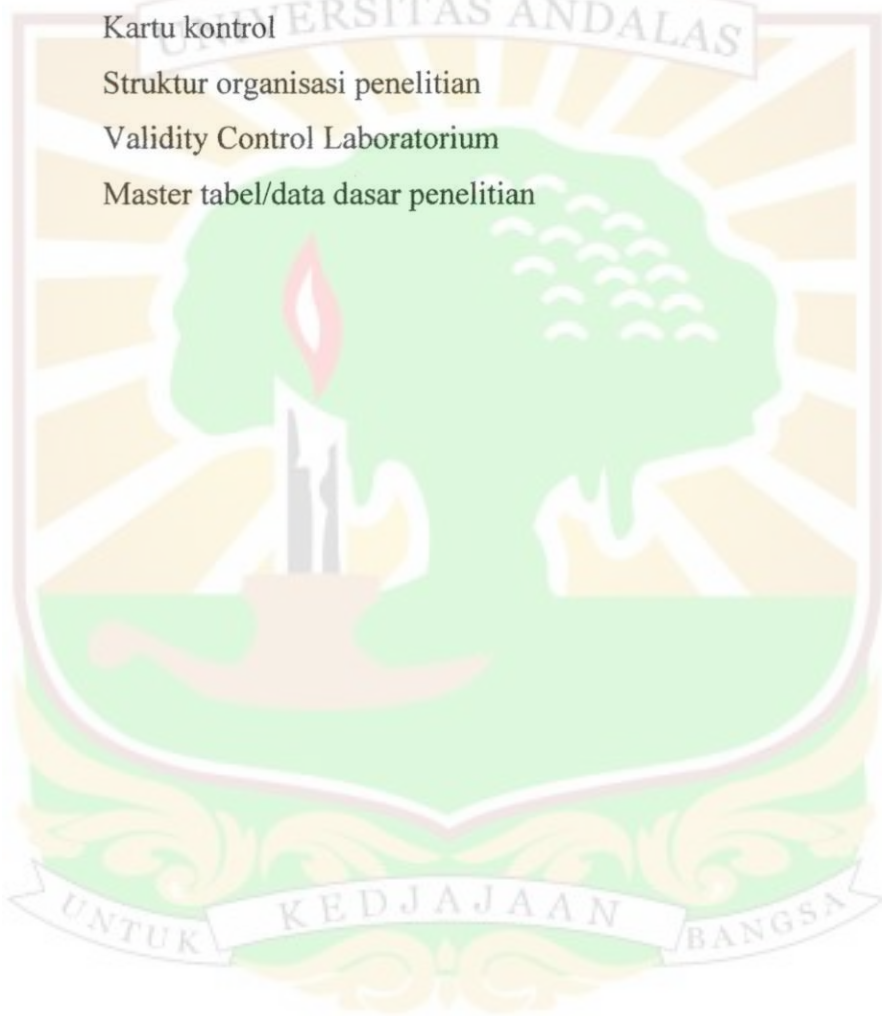 UNIVERSITAS ANDALAS
Kartu kontrol
Struktur organisasi penelitian
Validity Control Laboratorium
Master tabel/data dasar penelitian
UNTUK KEDJAJAAN BANGSA